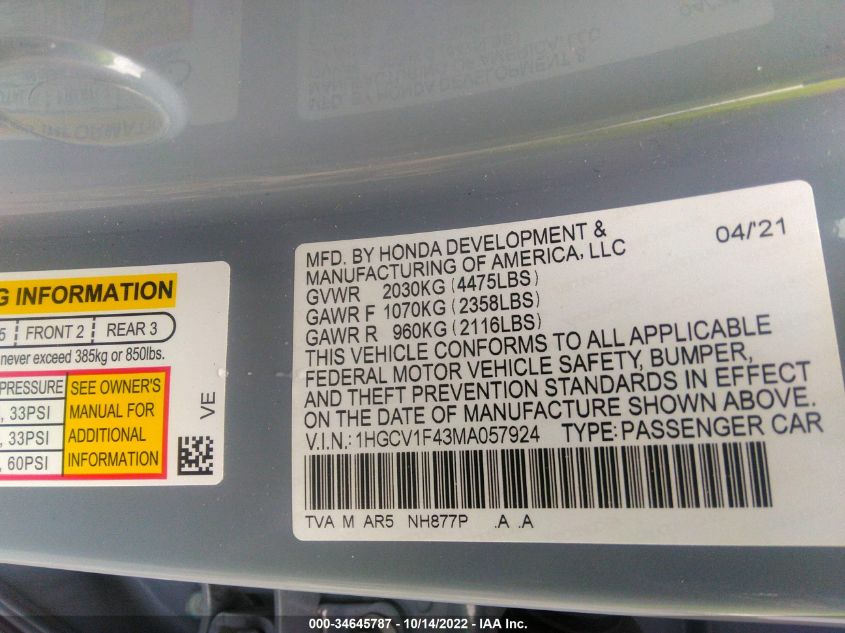 G INFORMATION
5 FRONT 2 REAR 3
never exceed 385kg or 850lbs.
PRESSURE SEE OWNER'S
, 33PSI MANUAL FOR
, 33PSI ADDITIONAL
, 60PSI INFORMATION
VE
MFD. BY HONDA DEVELOPMENT & 04/'21
MANUFACTURING OF AMERICA, LLC
GVWR 2030KG (4475LBS)
GAWR F 1070KG (2358LBS)
GAWR R 960KG (2116LBS)
THIS VEHICLE CONFORMS TO ALL APPLICABLE
FEDERAL MOTOR VEHICLE SAFETY, BUMPER,
AND THEFT PREVENTION STANDARDS IN EFFECT
ON THE DATE OF MANUFACTURE SHOWN ABOVE.
V.I.N.: 1HGCV1F43MA057924 TYPE: PASSENGER CAR
TVA M AR5 NH877P .A .A
000-34645787 - 10/14/2022 - IAA Inc.